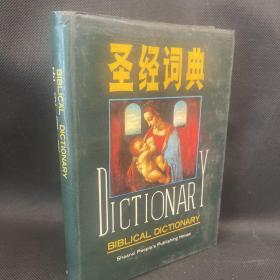 圣经词典
DICTIONARY
BIBLICAL DICTIONARY
Shaanxi People's Publishing House
BIBLICAL DICTIONARY